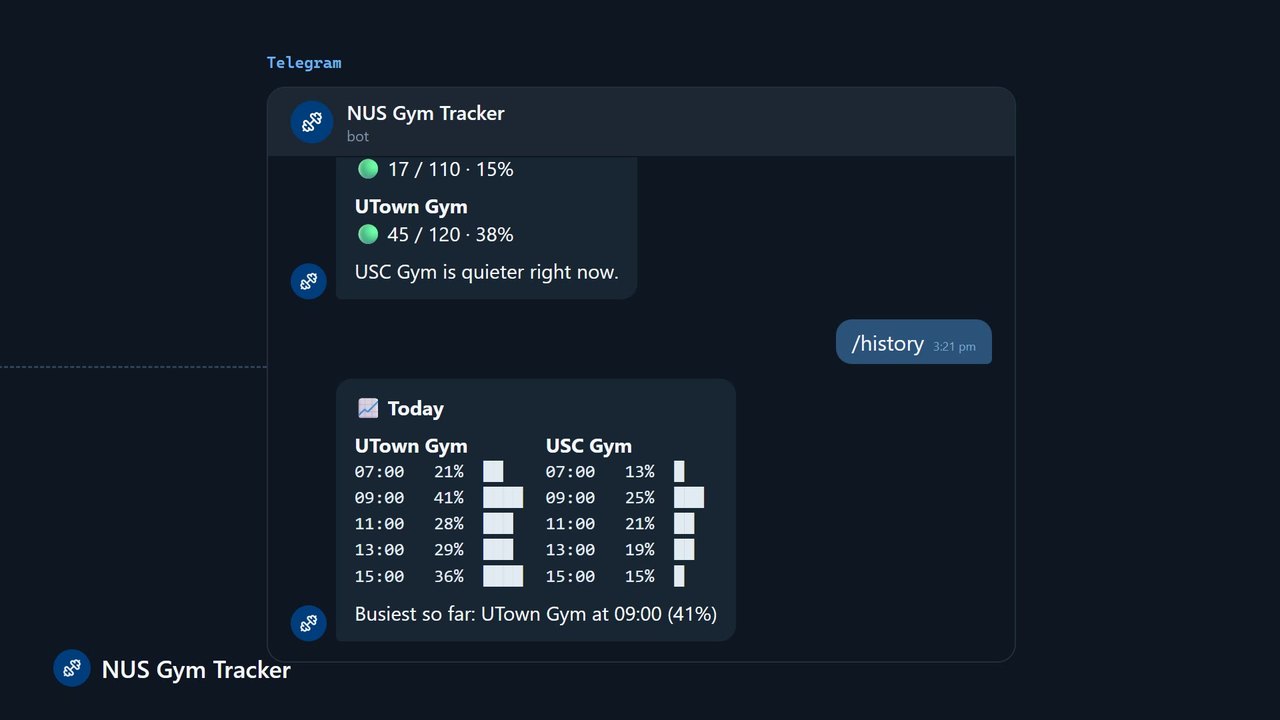 Telegram
NUS Gym Tracker
bot
17 / 110 · 15%
UTown Gym
45 / 120 · 38%
USC Gym is quieter right now.
/history 3:21 pm
Today
UTown Gym USC Gym
07:00 21% 07:00 13%
09:00 41% 09:00 25%
11:00 28% 11:00 21%
13:00 29% 13:00 19%
15:00 36% 15:00 15%
Busiest so far: UTown Gym at 09:00 (41%)
NUS Gym Tracker